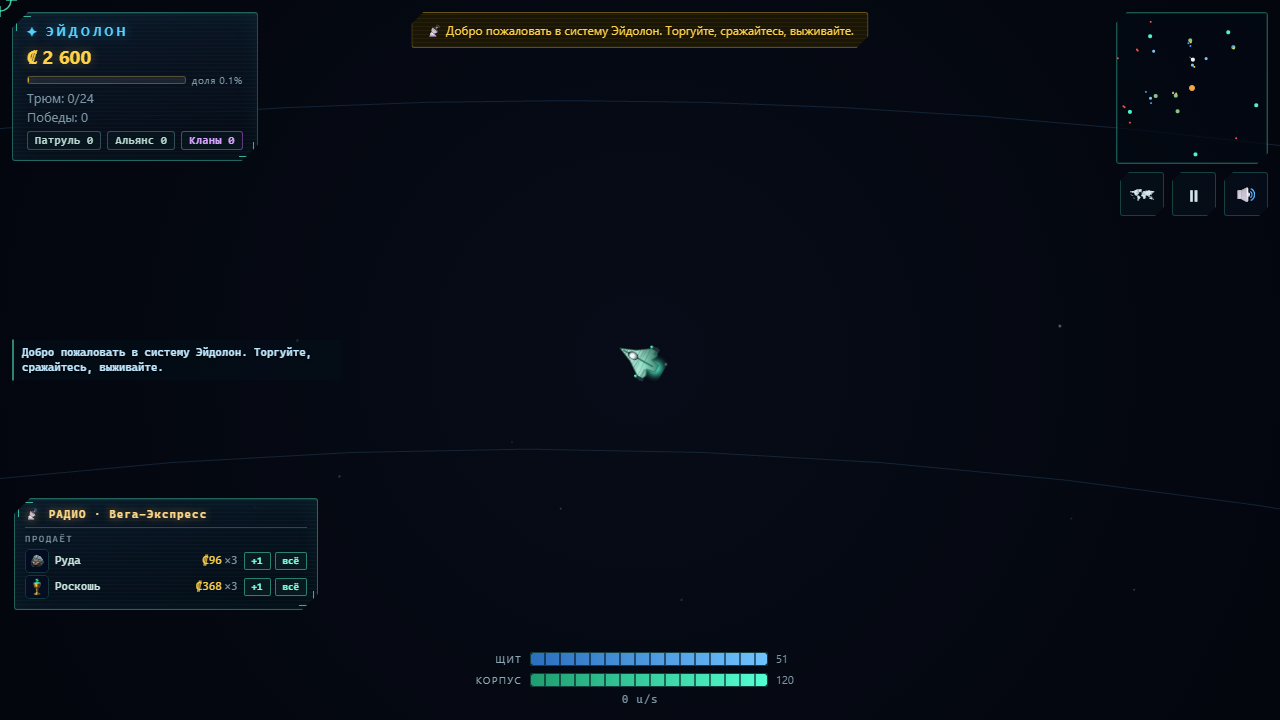 ЭЙДОЛОН
₡ 2 600
доля 0.1%
Трюм: 0/24
Победы: 0
Патруль 0 Альянс 0 Кланы 0
Добро пожаловать в систему Эйдолон. Торгуйте, сражайтесь, выживайте.
Добро пожаловать в систему Эйдолон. Торгуйте,
сражайтесь, выживайте.
РАДИО · Вега-Экспресс
ПРОДАЁТ
Руда ₡96 ×3 +1 всё
Роскошь ₡368 ×3 +1 всё
ЩИТ 51
КОРПУС 120
0 u/s